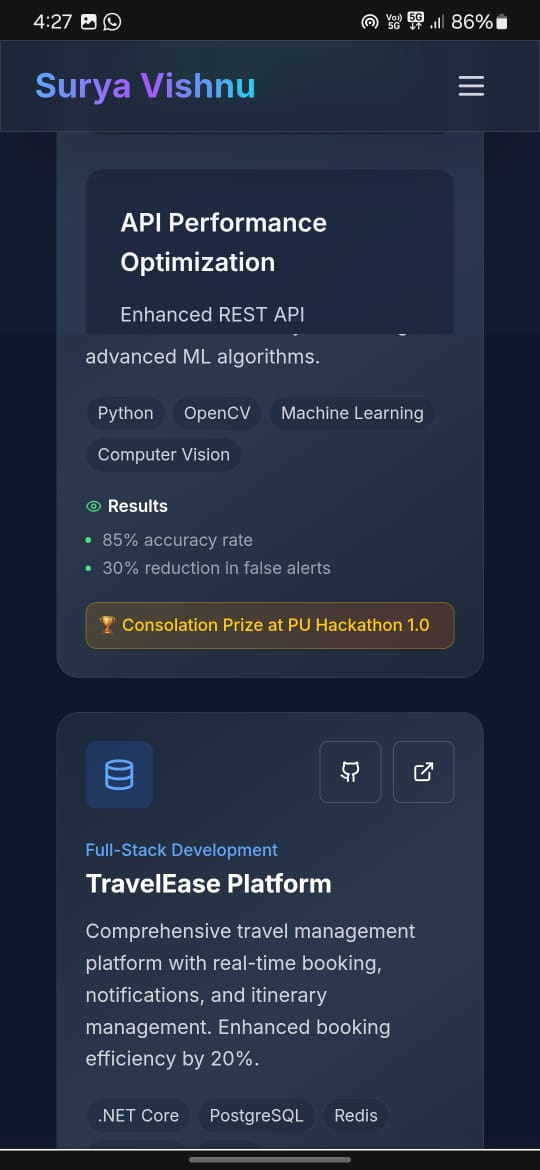 4:27
Vo) 5G
5G
86%
Surya Vishnu
API Performance
Optimization
Enhanced REST API
advanced ML algorithms.
Python OpenCV Machine Learning
Computer Vision
Results
85% accuracy rate
30% reduction in false alerts
🏆 Consolation Prize at PU Hackathon 1.0
Full-Stack Development
TravelEase Platform
Comprehensive travel management
platform with real-time booking,
notifications, and itinerary
management. Enhanced booking
efficiency by 20%.
.NET Core PostgreSQL Redis